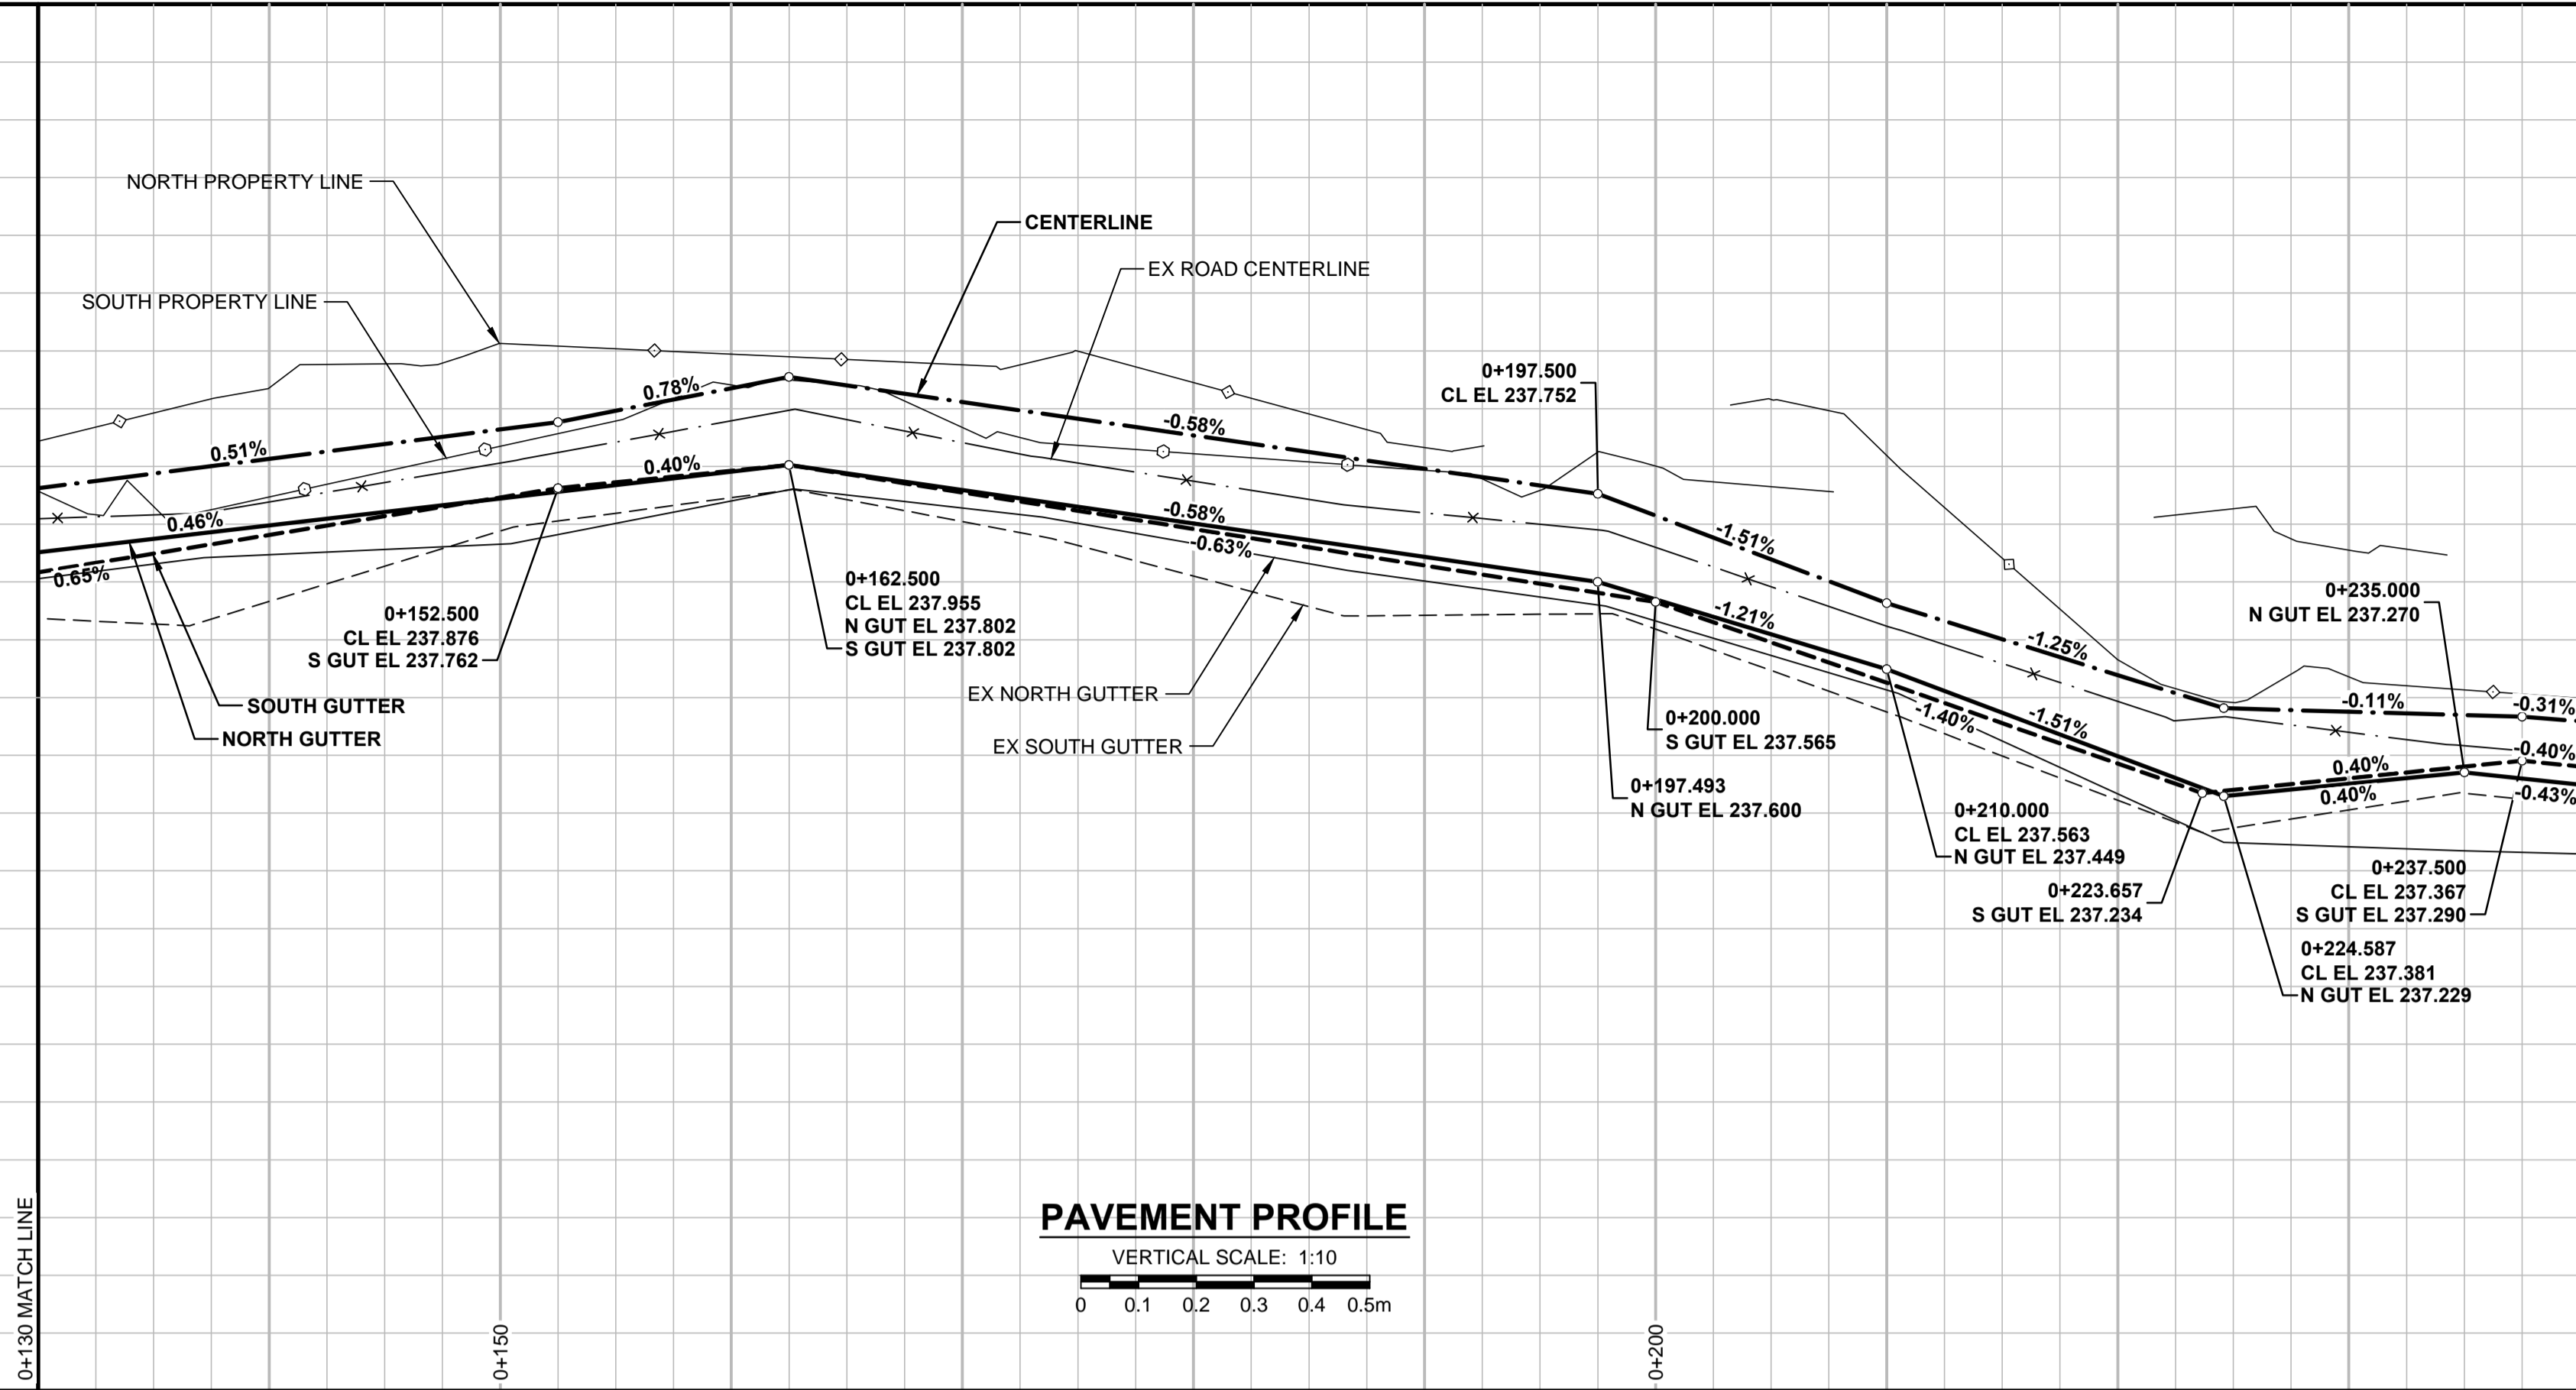 NORTH PROPERTY LINE
CENTERLINE
EX ROAD CENTERLINE
SOUTH PROPERTY LINE
0+197.500
CL EL 237.752
0.78%
0.51%
-0.58%
0.40%
0.46%
-0.58%
-0.63%
0.65%
-1.51%
0+162.500
CL EL 237.955
N GUT EL 237.802
S GUT EL 237.802
0+152.500
CL EL 237.876
S GUT EL 237.762
0+235.000
N GUT EL 237.270
-1.21%
-1.25%
EX NORTH GUTTER
SOUTH GUTTER
NORTH GUTTER
EX SOUTH GUTTER
0+200.000
S GUT EL 237.565
-1.40%
-1.51%
-0.11%
-0.31%
-0.40%
0.40%
0.40%
-0.43%
0+197.493
N GUT EL 237.600
0+210.000
CL EL 237.563
N GUT EL 237.449
0+223.657
S GUT EL 237.234
0+237.500
CL EL 237.367
S GUT EL 237.290
0+224.587
CL EL 237.381
N GUT EL 237.229
PAVEMENT PROFILE
VERTICAL SCALE: 1:10
0 0.1 0.2 0.3 0.4 0.5m
0+130 MATCH LINE
0+150
0+200